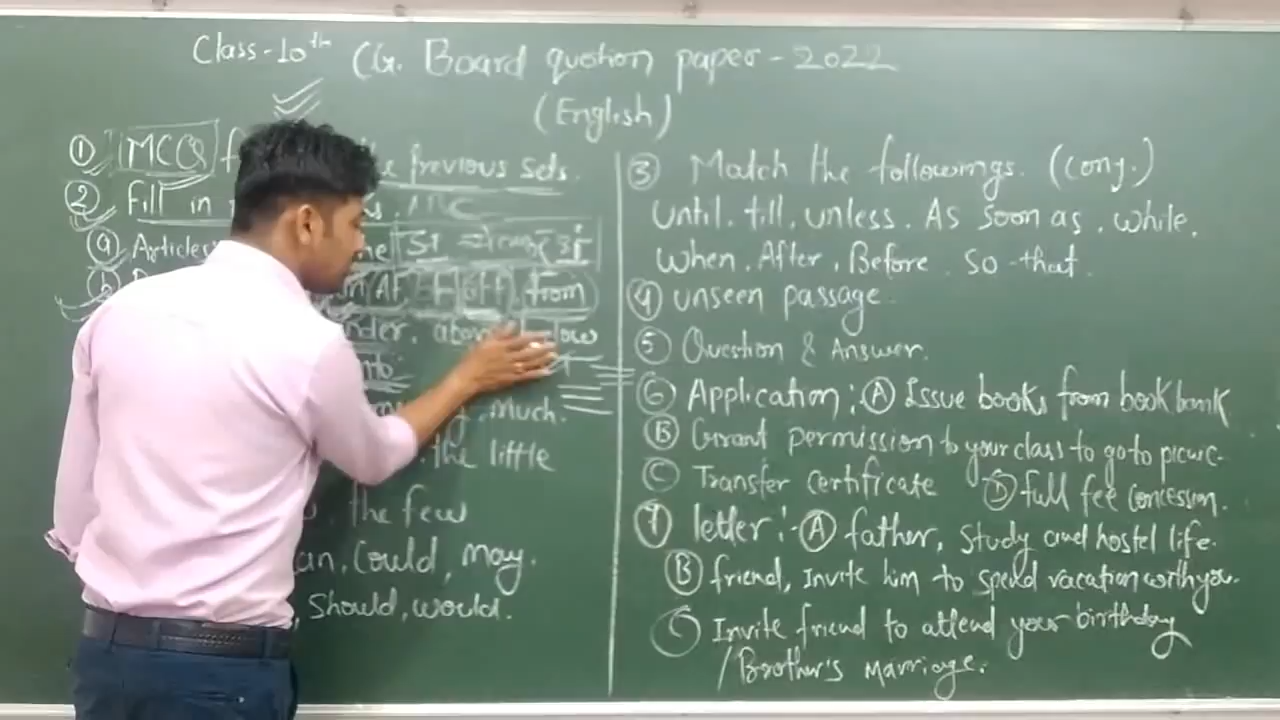 Class-10th CG. Board quetion paper - 2022
(English)
① MCQ the previous sets.
② Fill in
ⓐ Articles
ⓑ off, from
under, above, below
much.
the little
the few
can, Could, may.
should, would.
③ Match the followings. (conj.)
until, till, unless. As soon as, while,
when, After, Before. so - that.
④ unseen passage.
⑤ Question & Answer.
⑥ Application :- Ⓐ Issue books from book bank
Ⓑ Grant permission to your class to go to picnic.
Ⓒ Transfer certificate Ⓓ full fee concession.
⑦ letter :- Ⓐ father, study and hostel life.
Ⓑ friend, Invite him to spend vacation with you.
Ⓒ Invite friend to attend your birthday
/Brother's Marriage.